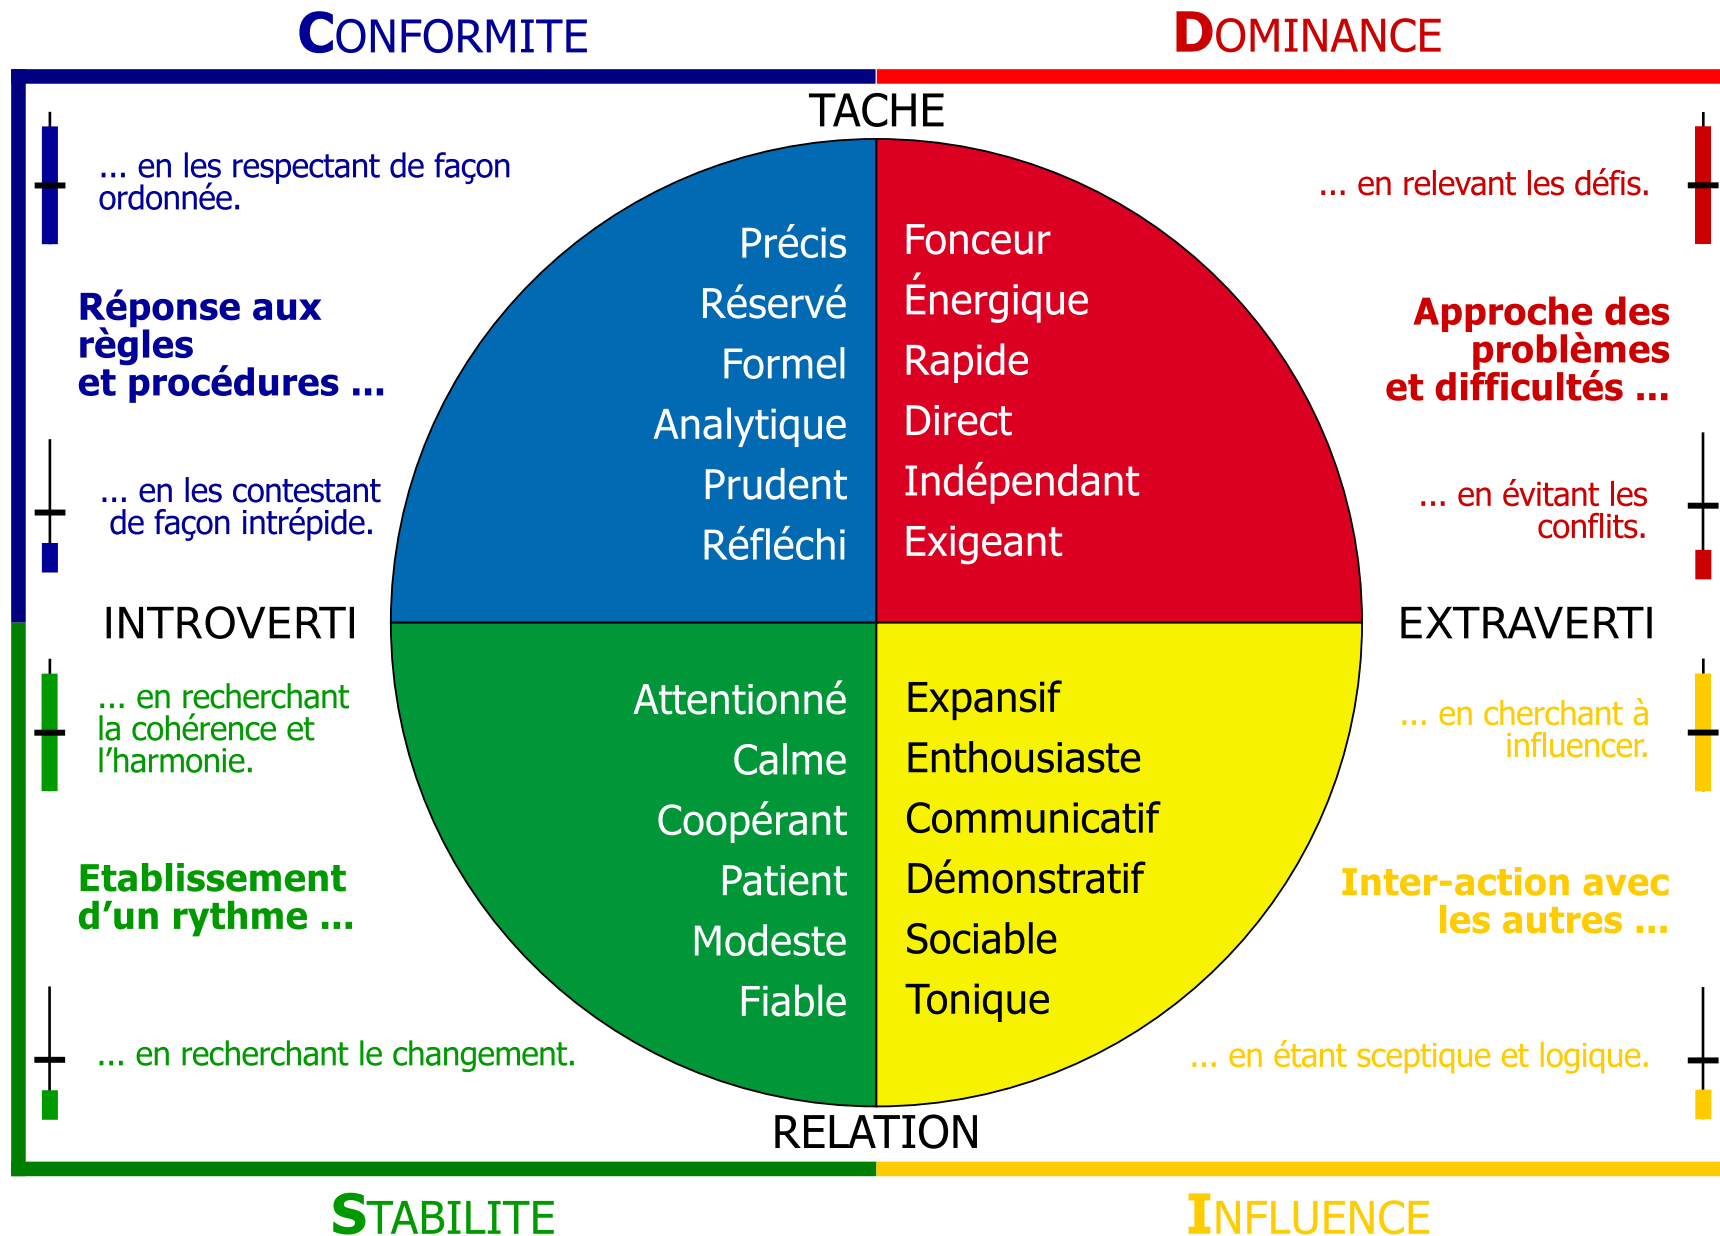 CONFORMITE
DOMINANCE
TACHE
... en les respectant de façon
ordonnée.
Réponse aux
règles
et procédures ...
... en les contestant
de façon intrépide.
Précis
Réservé
Formel
Analytique
Prudent
Réfléchi
Fonceur
Énergique
Rapide
Direct
Indépendant
Exigeant
... en relevant les défis.
Approche des
problèmes
et difficultés ...
... en évitant les
conflits.
INTROVERTI
EXTRAVERTI
... en recherchant
la cohérence et
l’harmonie.
Etablissement
d’un rythme ...
... en recherchant le changement.
Attentionné
Calme
Coopérant
Patient
Modeste
Fiable
Expansif
Enthousiaste
Communicatif
Démonstratif
Sociable
Tonique
... en cherchant à
influencer.
Inter-action avec
les autres ...
... en étant sceptique et logique.
RELATION
STABILITE
INFLUENCE